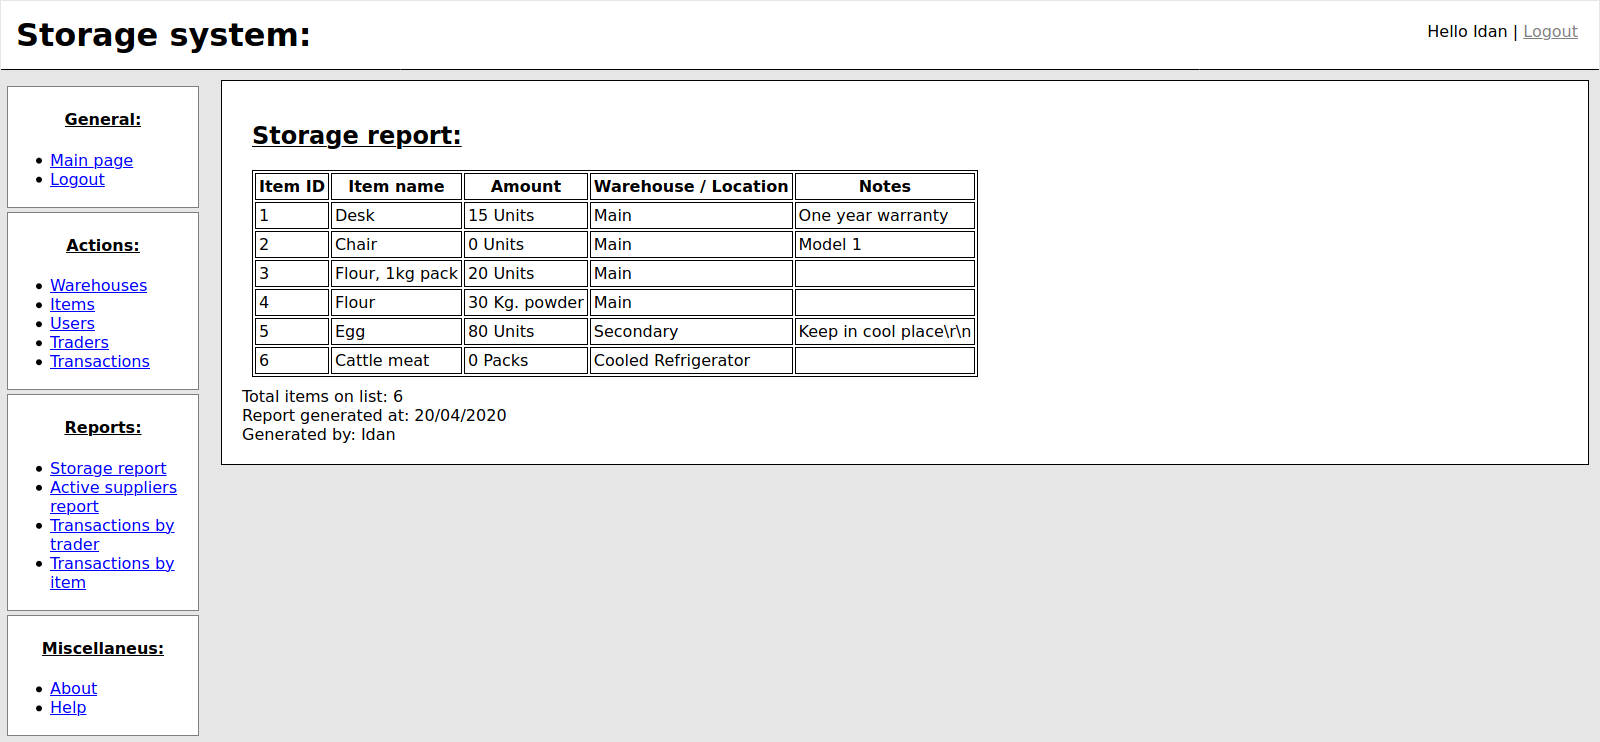 Storage system:
Hello Idan | Logout
General:
Main page
Logout
Actions:
Warehouses
Items
Users
Traders
Transactions
Reports:
Storage report
Active suppliers
report
Transactions by
trader
Transactions by
item
Miscellaneus:
About
Help
Storage report:
Item ID Item name Amount Warehouse / Location Notes
1 Desk 15 Units Main One year warranty
2 Chair 0 Units Main Model 1
3 Flour, 1kg pack 20 Units Main
4 Flour 30 Kg. powder Main
5 Egg 80 Units Secondary Keep in cool place\r\n
6 Cattle meat 0 Packs Cooled Refrigerator
Total items on list: 6
Report generated at: 20/04/2020
Generated by: Idan